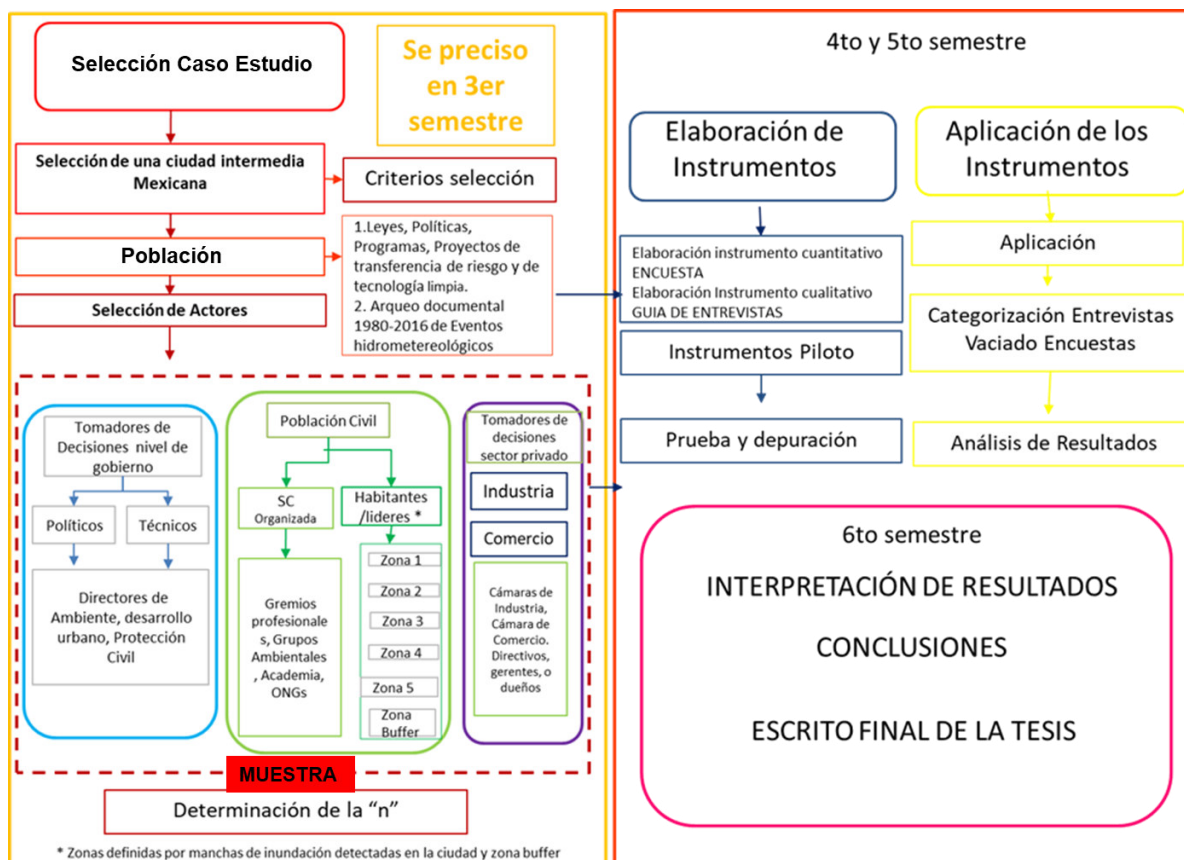 Selección Caso Estudio
Se preciso
en 3er
semestre
Selección de una ciudad intermedia
Mexicana
Criterios selección
Población
1.Leyes, Políticas,
Programas, Proyectos de
transferencia de riesgo y de
tecnología limpia.
2. Arqueo documental
1980-2016 de Eventos
hidrometereológicos
Selección de Actores
Tomadores de
Decisiones nivel de
gobierno
Políticos
Técnicos
Directores de
Ambiente, desarrollo
urbano, Protección
Civil
Población Civil
SC
Organizada
Habitantes
/lideres *
Gremios
profesionale
s, Grupos
Ambientales
, Academia,
ONGs
Zona 1
Zona 2
Zona 3
Zona 4
Zona 5
Zona
Buffer
Tomadores de
decisiones
sector privado
Industria
Comercio
Cámaras de
Industria,
Cámara de
Comercio.
Directivos,
gerentes, o
dueños
MUESTRA
Determinación de la “n”
* Zonas definidas por manchas de inundación detectadas en la ciudad y zona buffer
4to y 5to semestre
Elaboración de
Instrumentos
Elaboración instrumento cuantitativo
ENCUESTA
Elaboración Instrumento cualitativo
GUIA DE ENTREVISTAS
Instrumentos Piloto
Prueba y depuración
Aplicación de los
Instrumentos
Aplicación
Categorización Entrevistas
Vaciado Encuestas
Análisis de Resultados
6to semestre
INTERPRETACIÓN DE RESULTADOS
CONCLUSIONES
ESCRITO FINAL DE LA TESIS